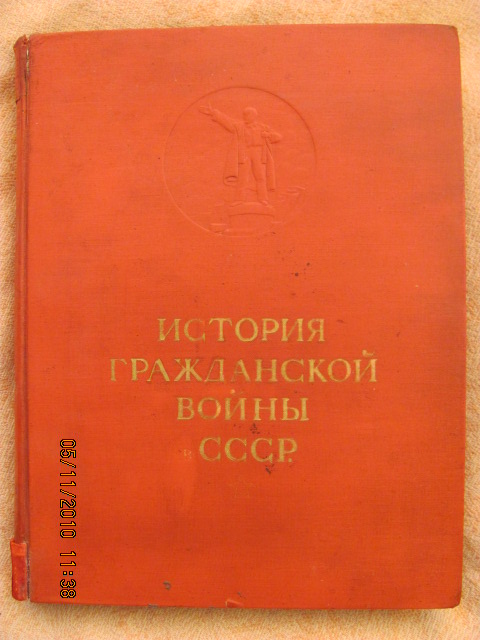 ИСТОРИЯ
ГРАЖДАНСКОЙ
ВОЙНЫ
в СССР.
05/11/2010 11:38